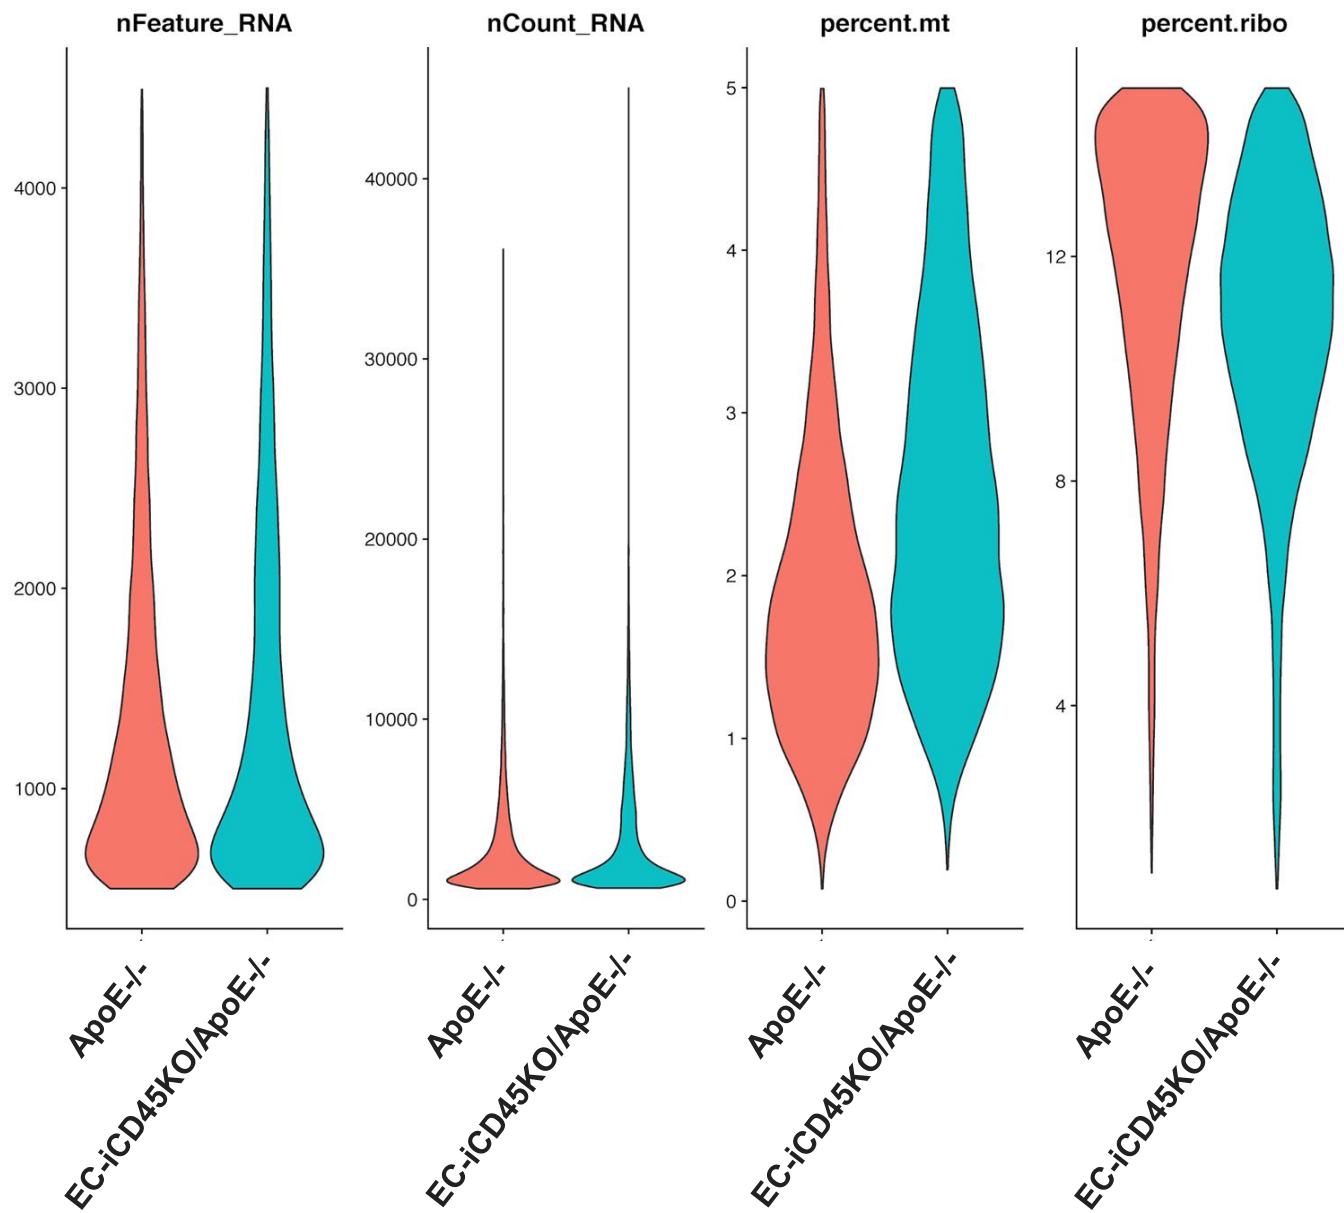 nFeature_RNA
4000
3000
2000
1000
ApoE-/-
EC-iCD45KO/ApoE-/-
nCount_RNA
40000
30000
20000
10000
0
ApoE-/-
EC-iCD45KO/ApoE-/-
percent.mt
5
4
3
2
1
0
ApoE-/-
EC-iCD45KO/ApoE-/-
percent.ribo
12
8
4
ApoE-/-
EC-iCD45KO/ApoE-/-